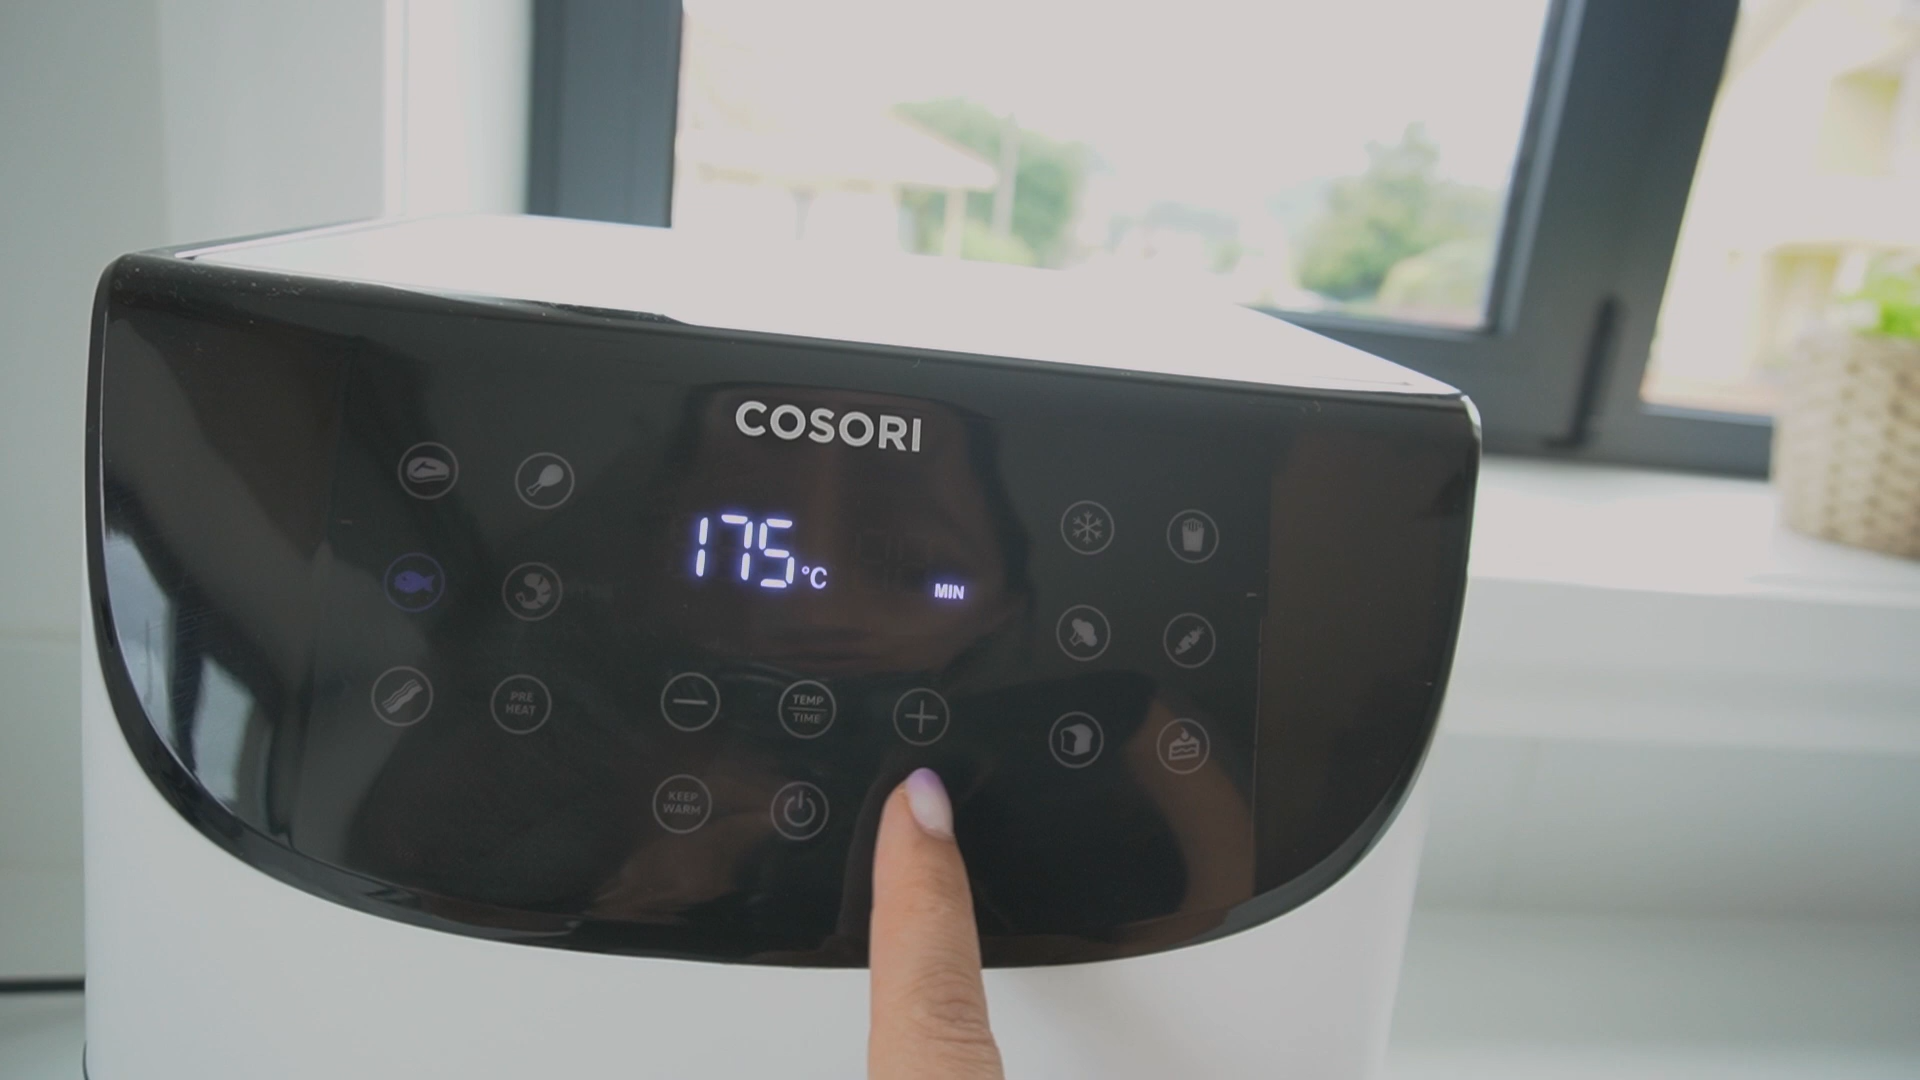 COSORI
175°C
MIN
PRE
HEAT
TEMP
TIME
KEEP
WARM